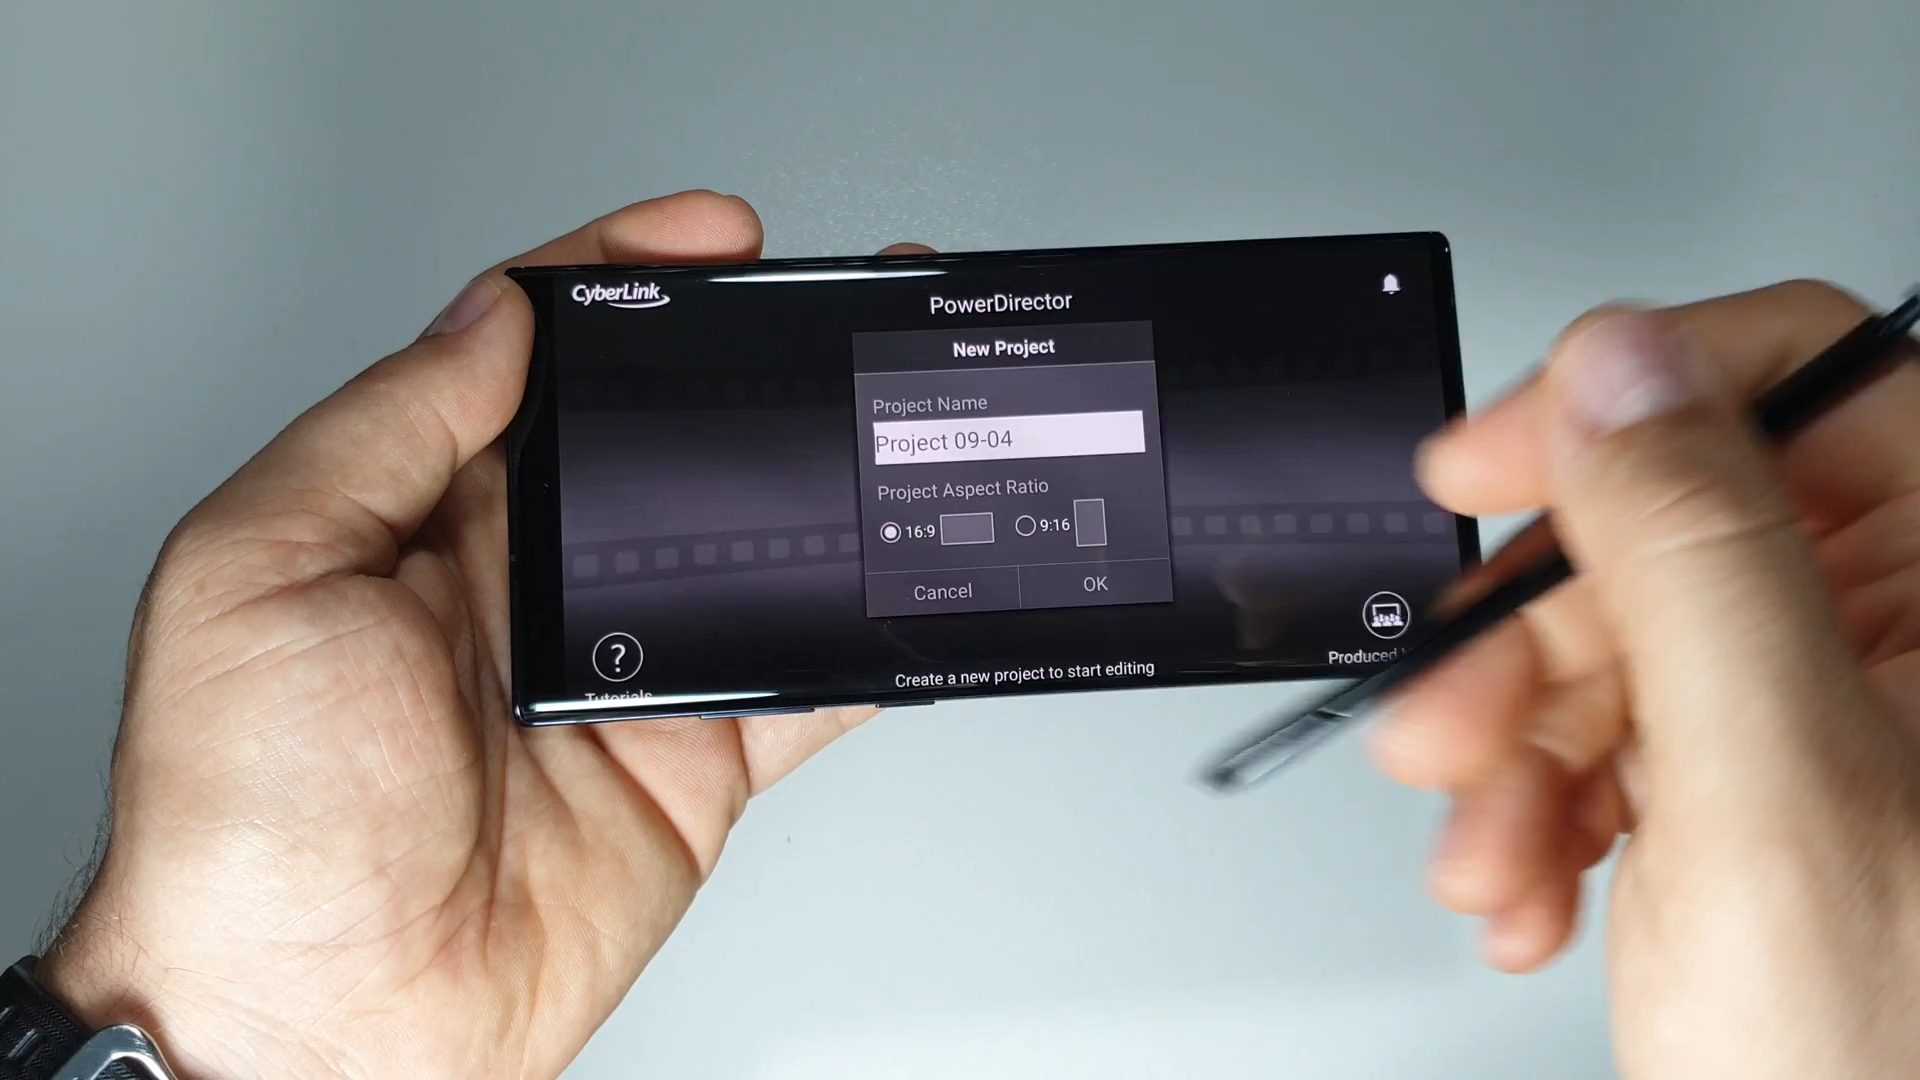 CyberLink
PowerDirector
New Project
Project Name
Project 09-04
Project Aspect Ratio
16:9
9:16
Cancel
OK
?
Tutorials
Create a new project to start editing
Produced